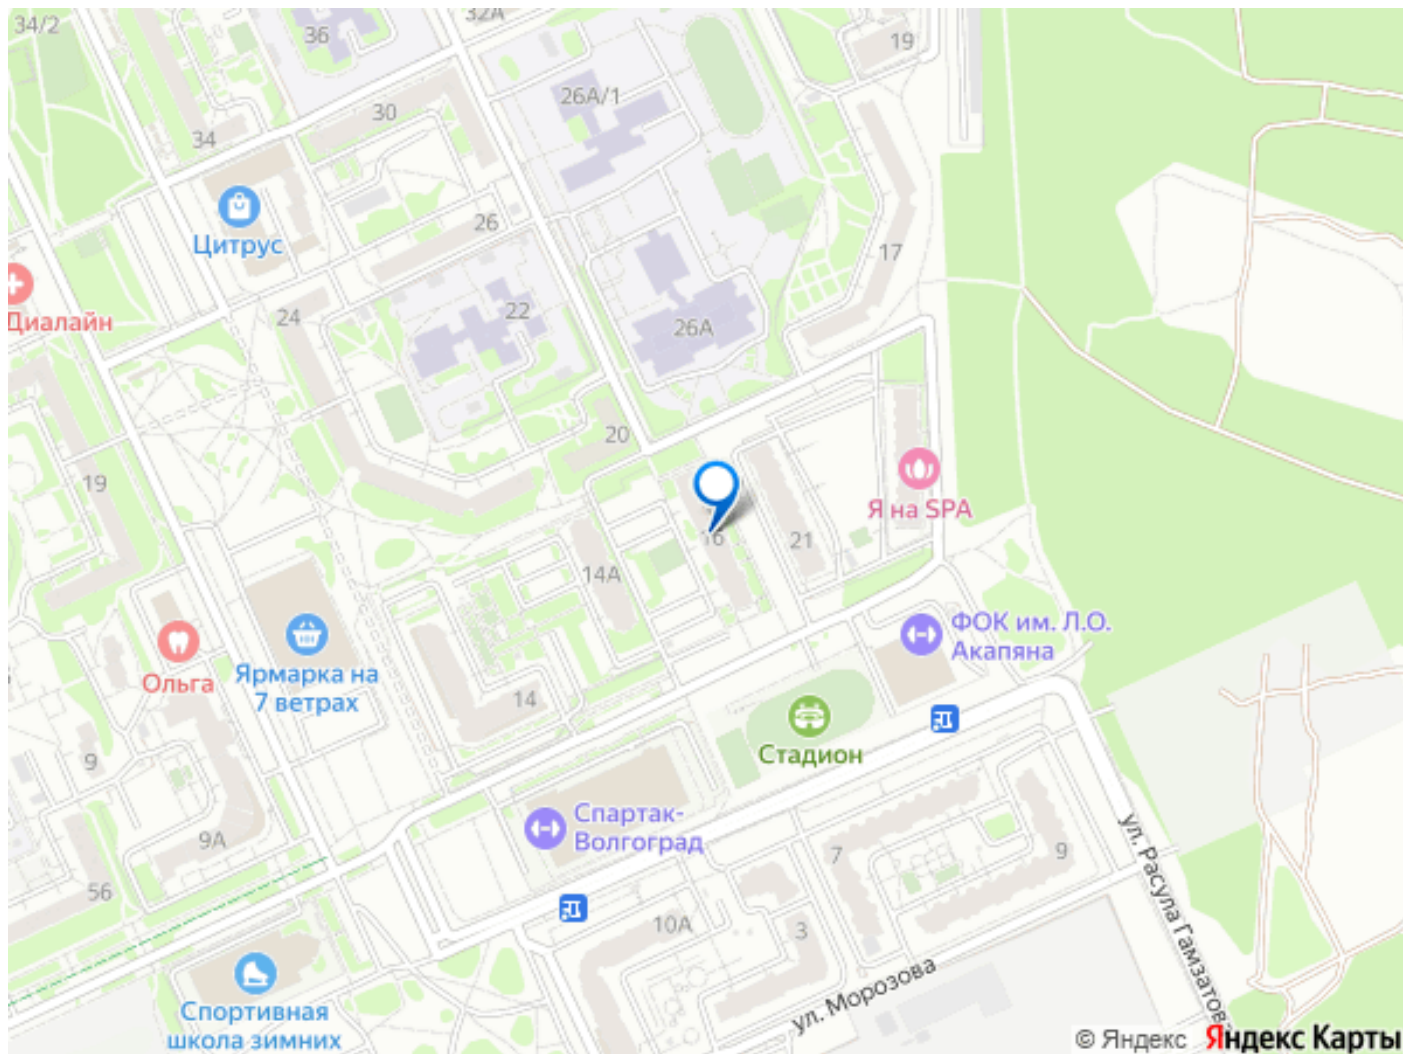 34/2
36
32А
19
26А/1
30
34
26
Цитрус
17
Диалайн
24
22
26А
20
19
Я на SPA
16
21
14А
ФОК им. Л.О.
Акапяна
Ольга
Ярмарка на
7 ветрах
14
Стадион
9
Спартак-
Волгоград
9А
7
9
56
ул. Расула Гамзатова
10А
3
ул. Морозова
Спортивная
школа зимних
© Яндекс Яндекс Карты